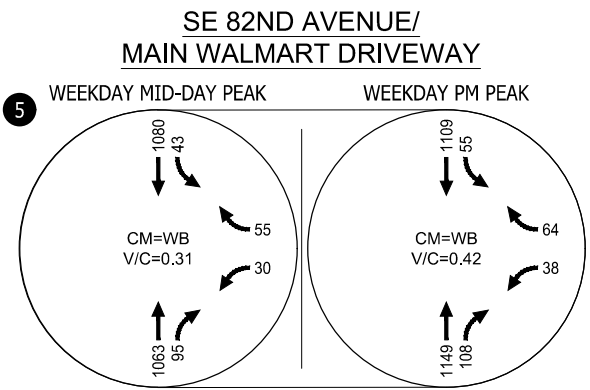 SE 82ND AVENUE/
MAIN WALMART DRIVEWAY
5
WEEKDAY MID-DAY PEAK
1080
43
55
CM=WB
V/C=0.31
30
1063
95
WEEKDAY PM PEAK
1109
55
64
CM=WB
V/C=0.42
38
1149
108